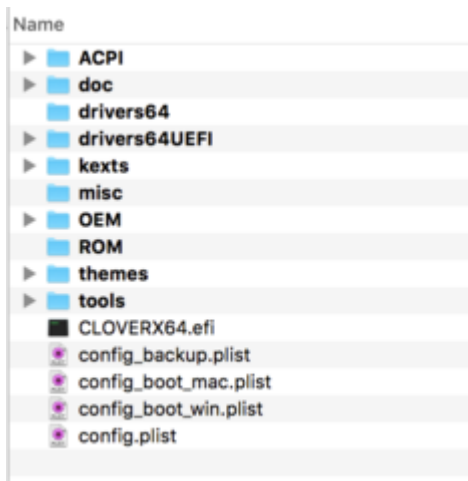 Name
ACPI
doc
drivers64
drivers64UEFI
kexts
misc
OEM
ROM
themes
tools
CLOVERX64.efi
config_backup.plist
config_boot_mac.plist
config_boot_win.plist
config.plist